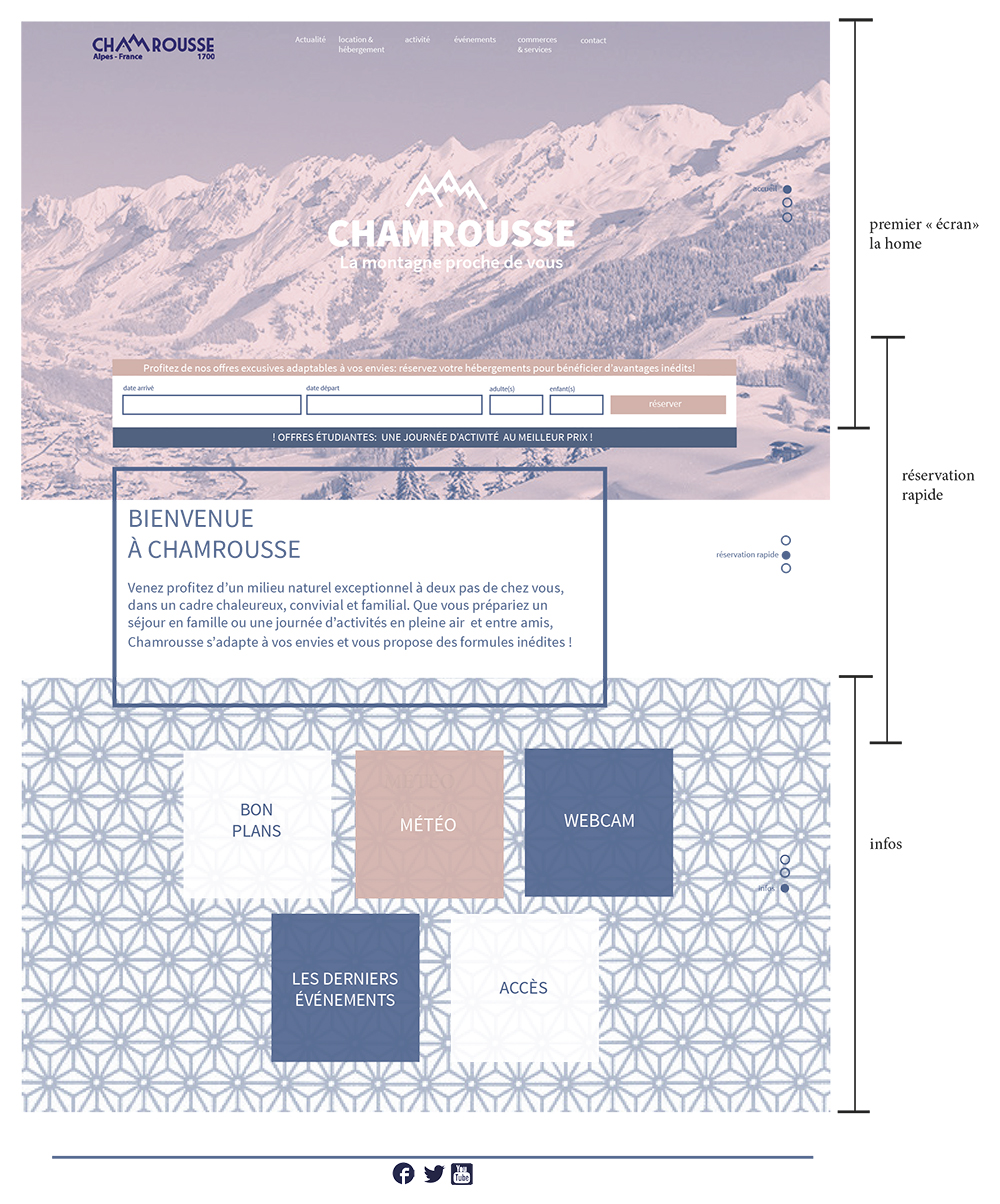 CHAMROUSSE
Alpes - France 1700
Actualité
location &
hébergement
activité
événements
commerces
& services
contact
accueil
CHAMROUSSE
La montagne proche de vous
premier « écran»
la home
Profitez de nos offres excusives adaptables à vos envies: réservez votre hébergements pour bénéficier d'avantages inédits!
date arrivé
date départ
adulte(s)
enfant(s)
réserver
! OFFRES ÉTUDIANTES: UNE JOURNÉE D'ACTIVITÉ AU MEILLEUR PRIX !
réservation
rapide
BIENVENUE
À CHAMROUSSE
réservation rapide
Venez profitez d'un milieu naturel exceptionnel à deux pas de chez vous,
dans un cadre chaleureux, convivial et familial. Que vous prépariez un
séjour en famille ou une journée d'activités en pleine air et entre amis,
Chamrousse s'adapte à vos envies et vous propose des formules inédites !
BON
PLANS
MÉTÉO
WEBCAM
infos
infos
LES DERNIERS
ÉVÉNEMENTS
ACCÈS
You
Tube